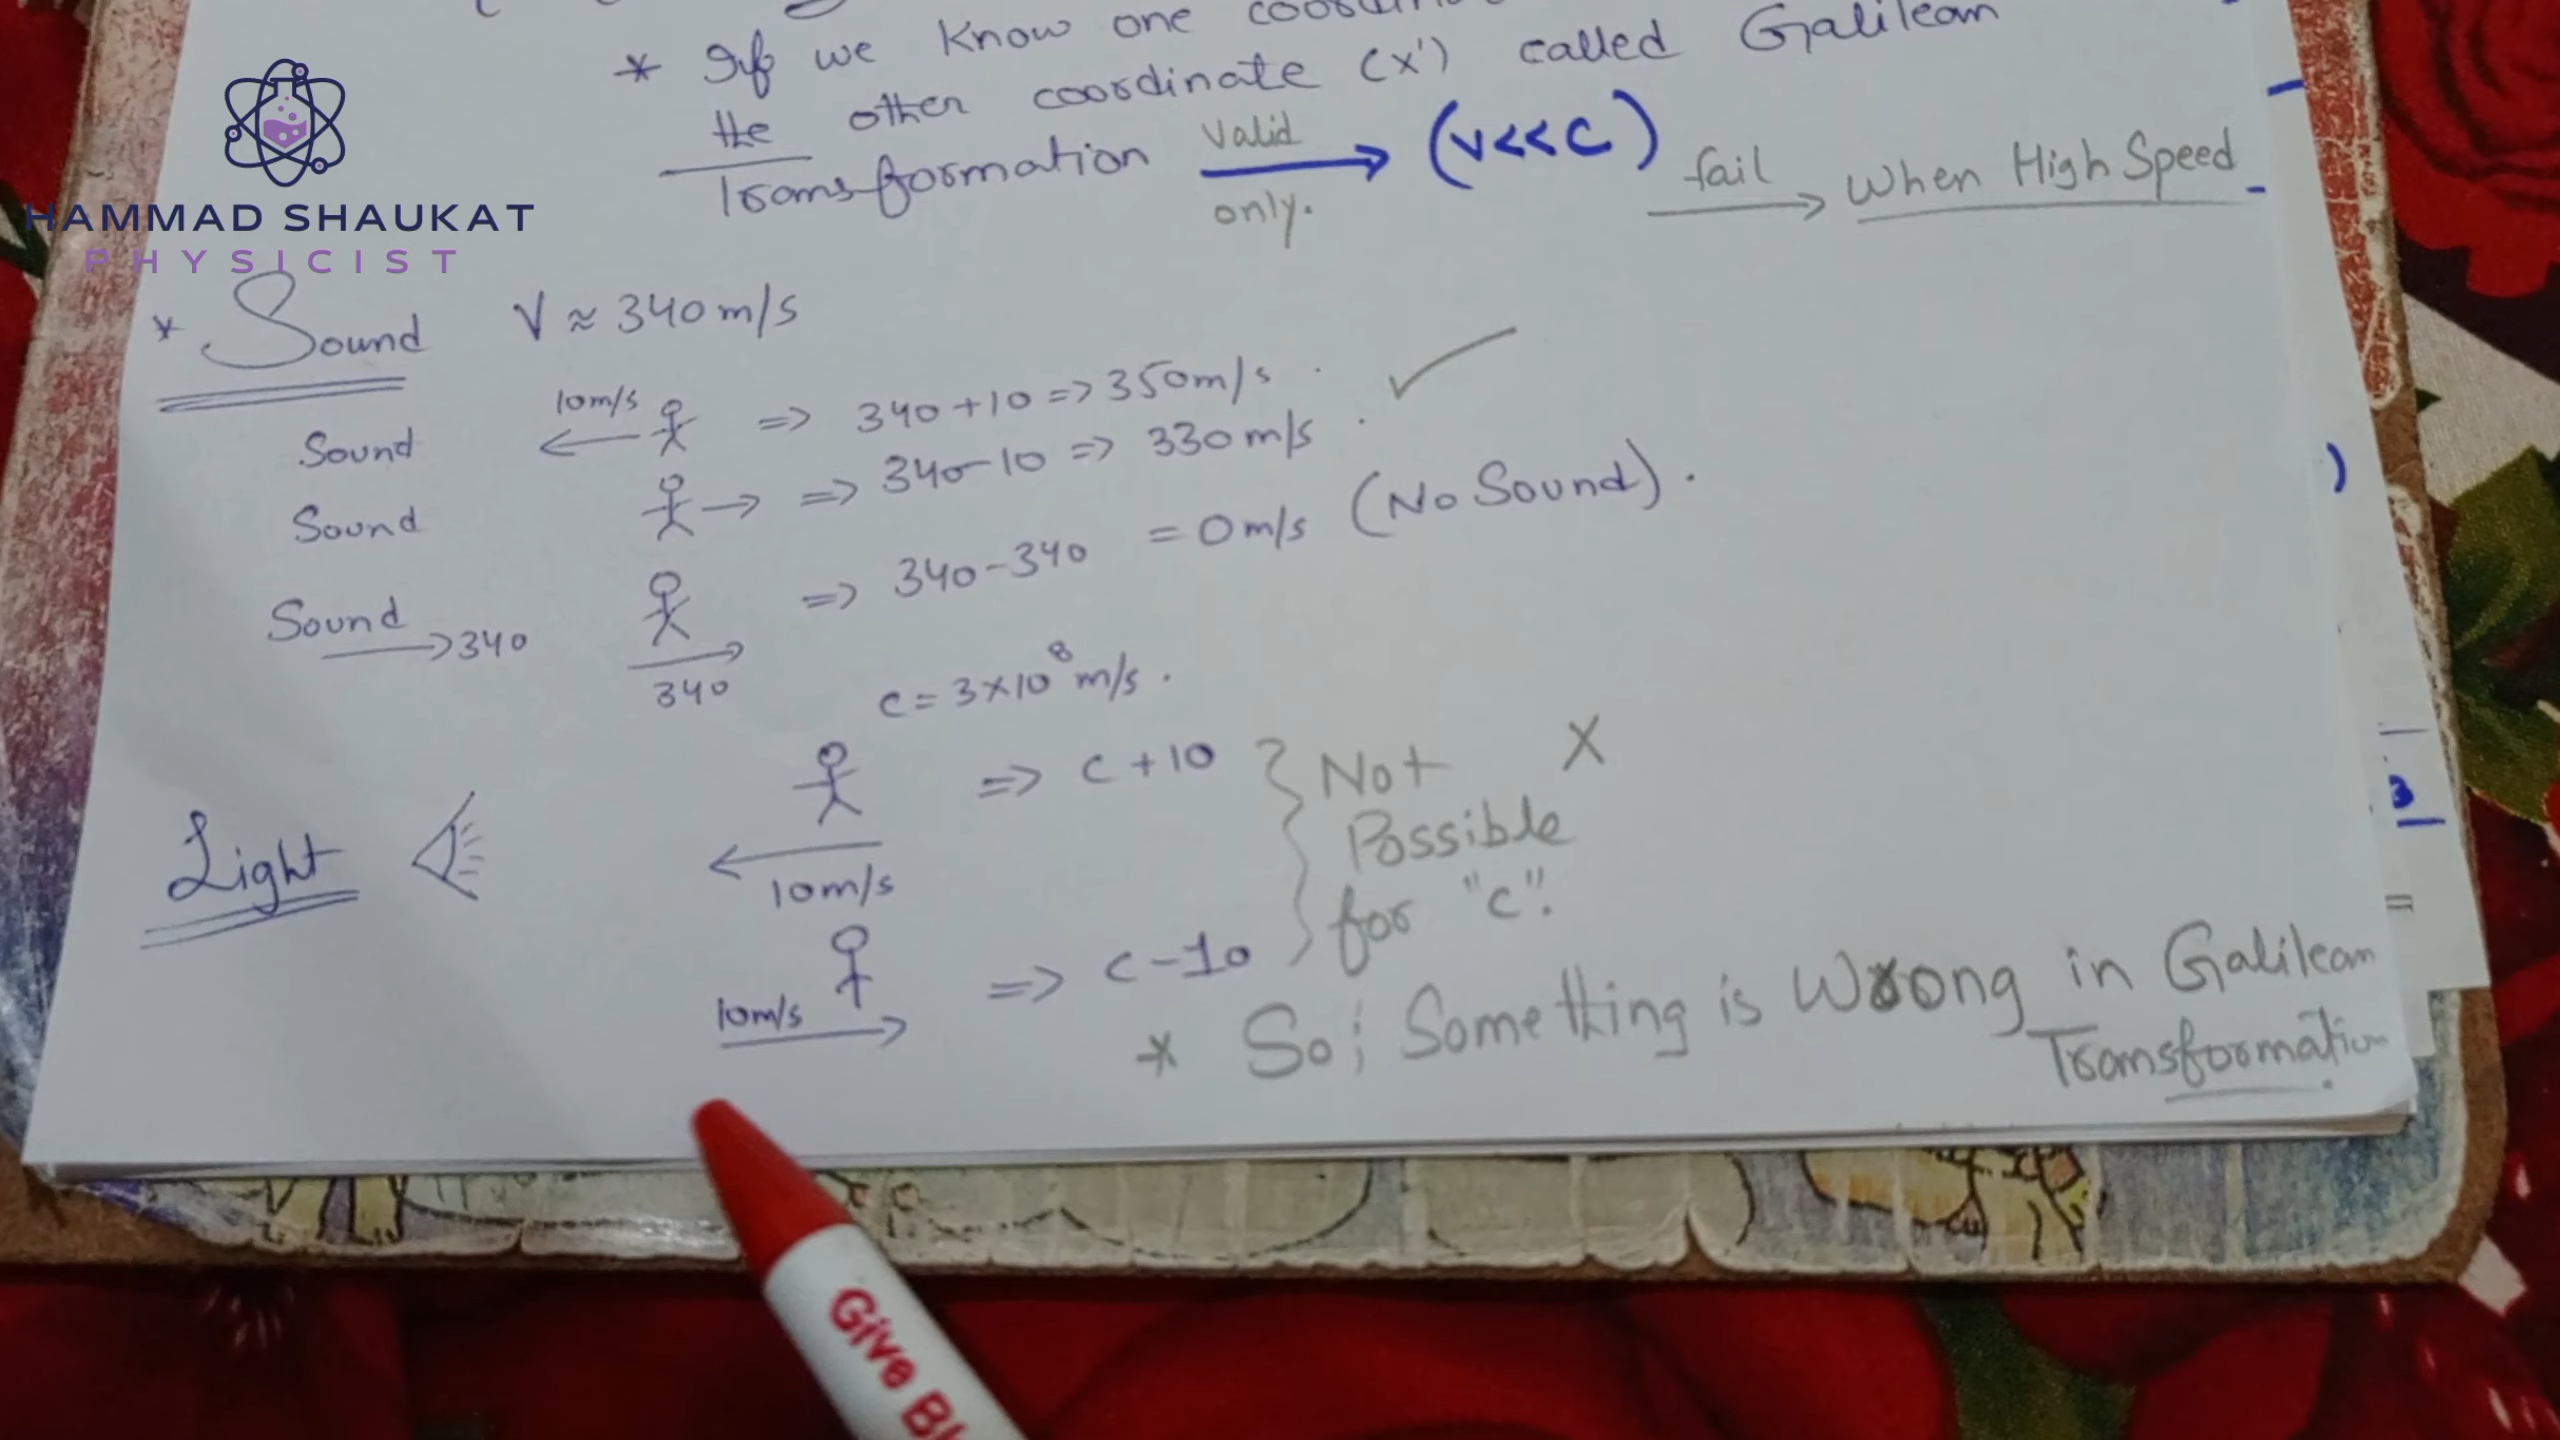 * If we know one
the other coordinate (x') called Galilean
Transformation valid only. (v<<c) fail When High Speed
HAMMAD SHAUKAT
PHYSICIST
* Sound V ≈ 340 m/s
Sound 10m/s => 340+10 => 350m/s .
Sound => 340-10 => 330 m/s .
Sound 340 340 => 340-340 = 0 m/s (No Sound) .
c = 3×10⁸ m/s .
Light 10m/s => c + 10
10m/s => c - 10
Not X
Possible
for "c".
* So; Something is Wrong in Galilean
Transformation
Give